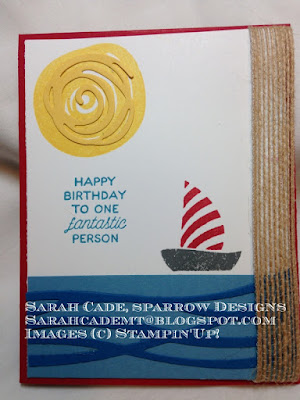 HAPPY
BIRTHDAY
TO ONE
fantastic
PERSON
Sarah Cade, sparrow Designs
Sarahcademt@blogspot.com
Images (c) Stampin'Up!